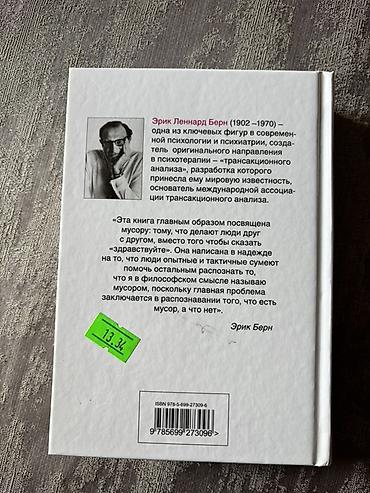 Эрик Леннард Берн (1902 –1970) –
одна из ключевых фигур в современ-
ной психологии и психиатрии, созда-
тель оригинального направления
в психотерапии – «трансакционного
анализа», разработка которого
принесла ему мировую известность,
основатель международной ассоциа-
ции трансакционного анализа.
«Эта книга главным образом посвящена
мусору: тому, что делают люди друг
с другом, вместо того чтобы сказать
«здравствуйте». Она написана в надежде
на то, что люди опытные и тактичные сумеют
помочь остальным распознать то,
что я в философском смысле называю
мусором, поскольку главная проблема
заключается в распознавании того, что есть
мусор, а что нет».
Эрик Берн
13.34
ISBN 978-5-699-27309-6
9 785699 273096 >